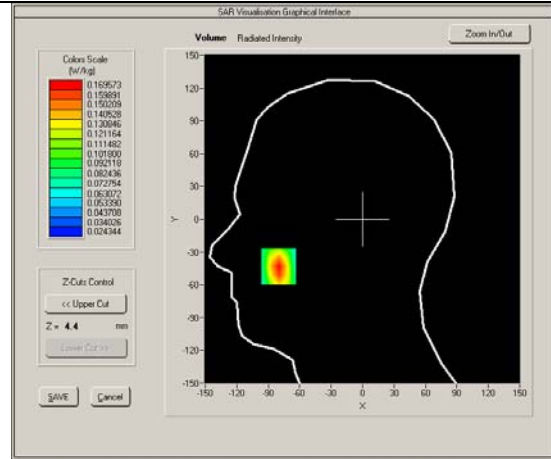 SAR Visualisation Graphical Interface
Volume Radiated Intensity
Zoom In/Out
Colors Scale
(W/kg)
0.169573
0.159891
0.150209
0.140528
0.130846
0.121164
0.111482
0.101800
0.092118
0.082436
0.072754
0.063072
0.053390
0.043708
0.034026
0.024344
Z-Cuts Control
<< Upper Cut
Z = 4.4 mm
Lower Cut >>
SAVE Cancel
150
120
90
60
30
0
-30
-60
-90
-120
-150
Y
-150 -120 -90 -60 -30 0 30 60 90 120 150
X